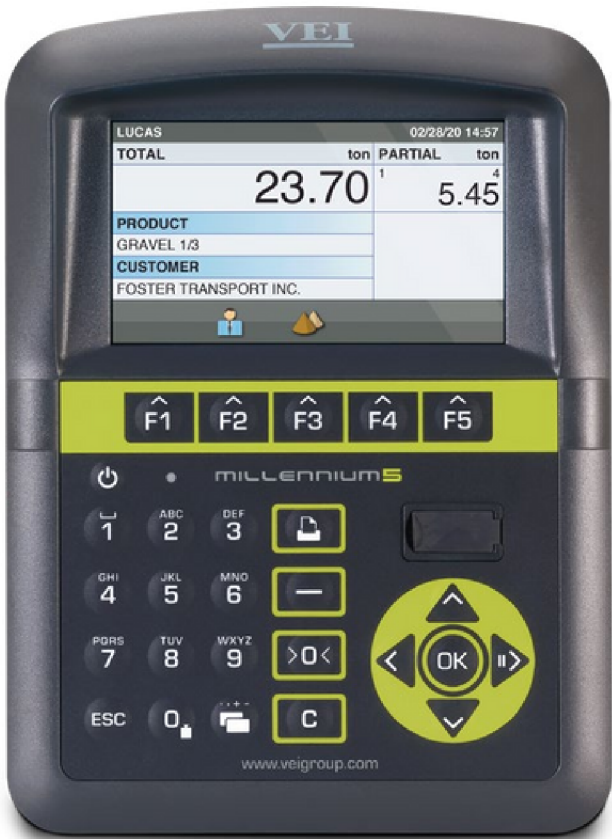 VEI
LUCAS 02/28/20 14:57
TOTAL ton PARTIAL ton
23.70 1 5.45 4
PRODUCT
GRAVEL 1/3
CUSTOMER
FOSTER TRANSPORT INC.
F1 F2 F3 F4 F5
MILLENNIUM5
1 ABC 2 DEF 3
GHI 4 JKL 5 MNO 6 —
PQRS 7 TUV 8 WXYZ 9 >0<
OK
ESC 0 .,+- C
www.veigroup.com